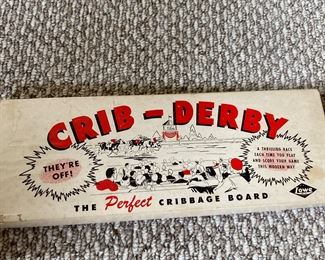 CRIB-DERBY
THEY'RE
OFF!
A THRILLING RACE
EACH TIME YOU PLAY
AND SCORE YOUR GAME
THIS MODERN WAY
THE Perfect CRIBBAGE BOARD
Lowe